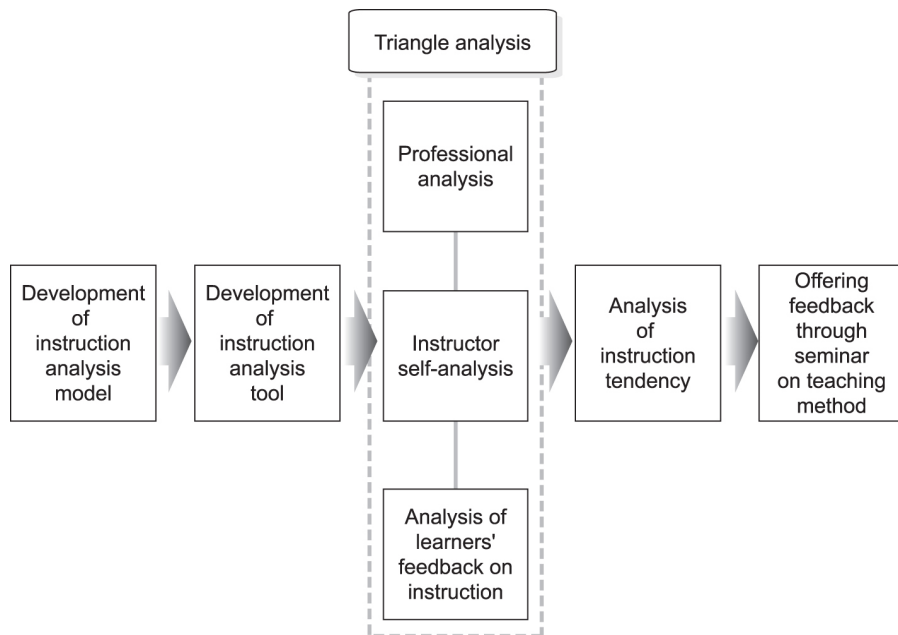 Triangle analysis
Professional
analysis
Development
of
instruction
analysis
model
Development
of
instruction
analysis
tool
Instructor
self-analysis
Analysis of
learners'
feedback on
instruction
Analysis
of
instruction
tendency
Offering
feedback
through
seminar
on teaching
method